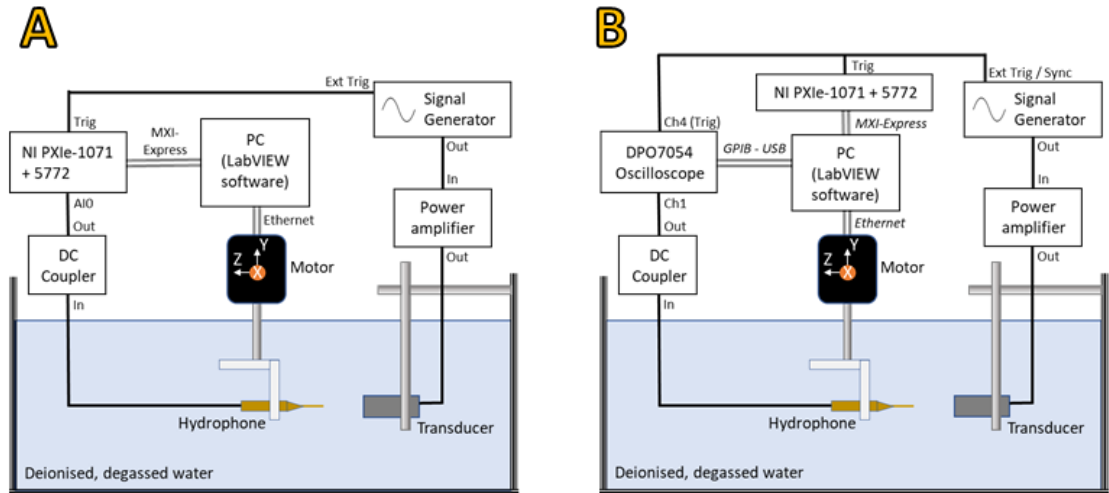 A
Ext Trig
Signal
Generator
Trig
MXI-
Express
NI PXIe-1071
+ 5772
PC
(LabVIEW
software)
Out
In
AI0
Out
Ethernet
Power
amplifier
DC
Coupler
Y
Z
X
Motor
Out
In
Hydrophone
Transducer
Deionised, degassed water
B
Trig
Ext Trig / Sync
NI PXIe-1071 + 5772
Signal
Generator
Ch4 (Trig)
MXI-Express
DPO7054
Oscilloscope
GPIB - USB
PC
(LabVIEW
software)
Out
In
Ch1
Out
Ethernet
Power
amplifier
DC
Coupler
Y
Z
X
Motor
Out
In
Hydrophone
Transducer
Deionised, degassed water